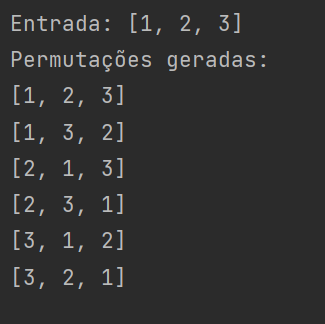 Entrada: [1, 2, 3]
Permutações geradas:
[1, 2, 3]
[1, 3, 2]
[2, 1, 3]
[2, 3, 1]
[3, 1, 2]
[3, 2, 1]